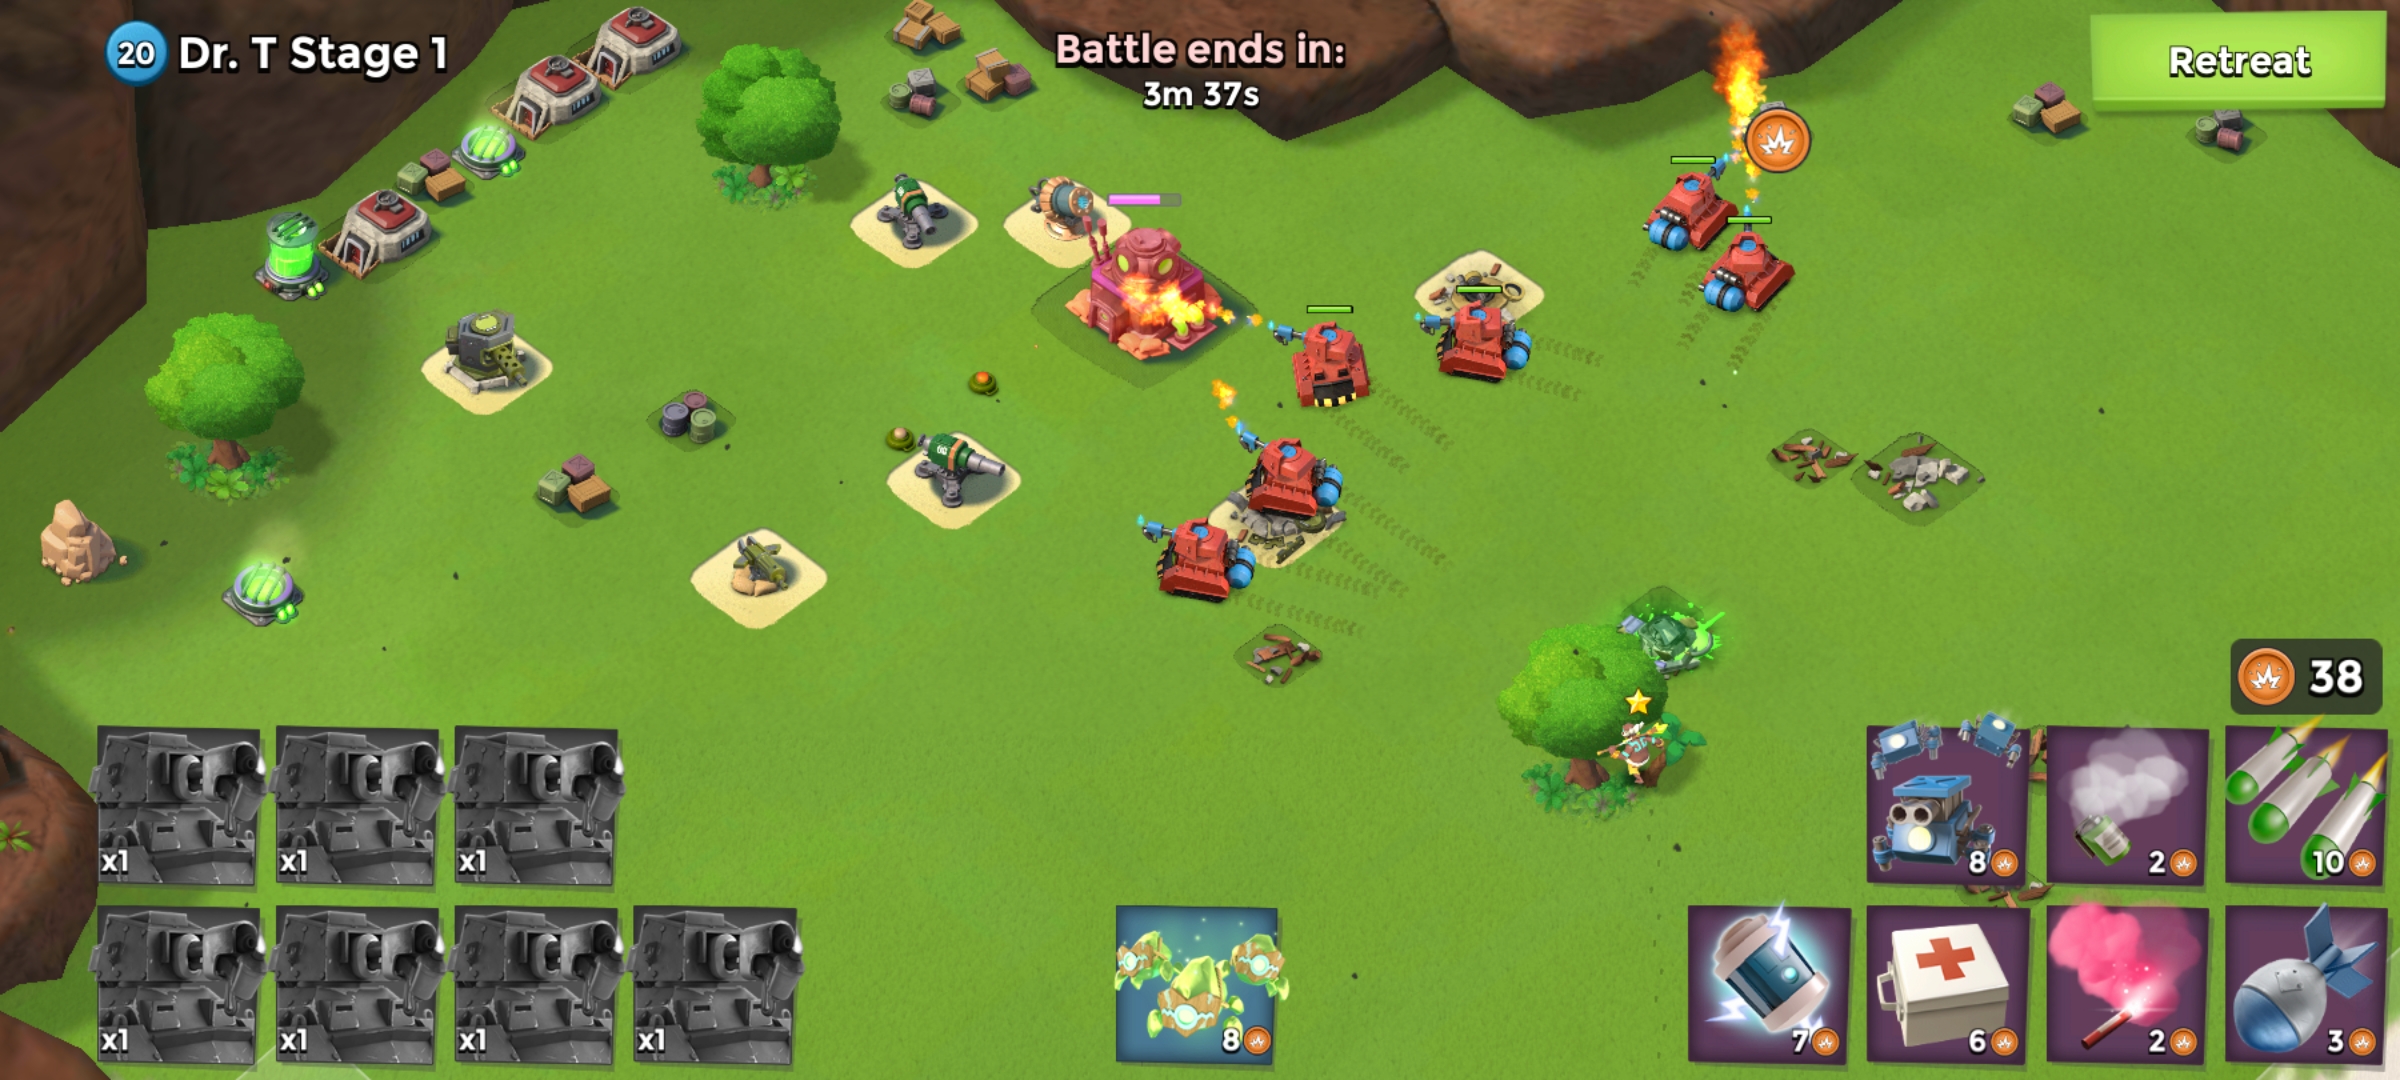 20 Dr. T Stage 1
Battle ends in:
3m 37s
Retreat
38
x1 x1 x1
8 2 10
x1 x1 x1 x1
8
7 6 2 3